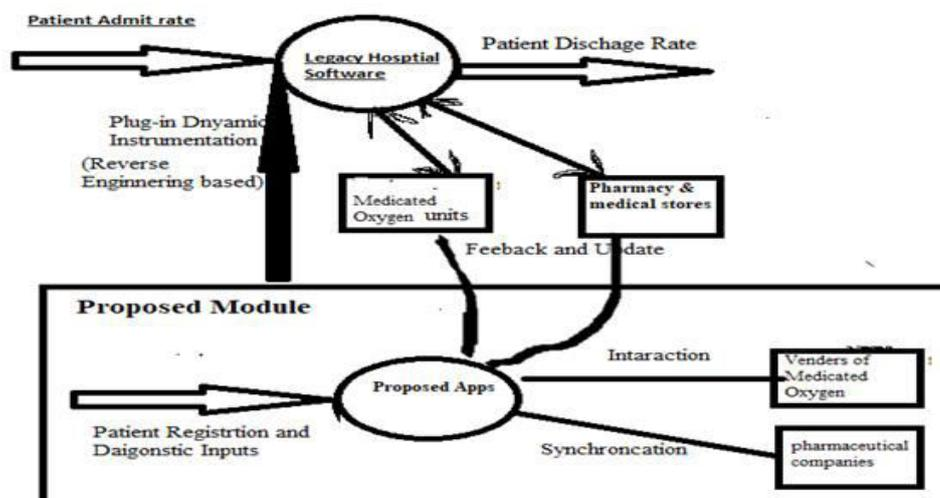 Patient Admit rate
Legacy Hosptial
Software
Patient Dischage Rate
Plug-in Dnyamic
Instrumentation
(Reverse
Enginnering based)
Medicated
Oxygen units
Pharmacy &
medical stores
Feeback and Update
Proposed Module
Proposed Apps
Patient Registrtion and
Daigonstic Inputs
Intaraction
Venders of
Medicated
Oxygen
Synchroncation
pharmaceutical
companies